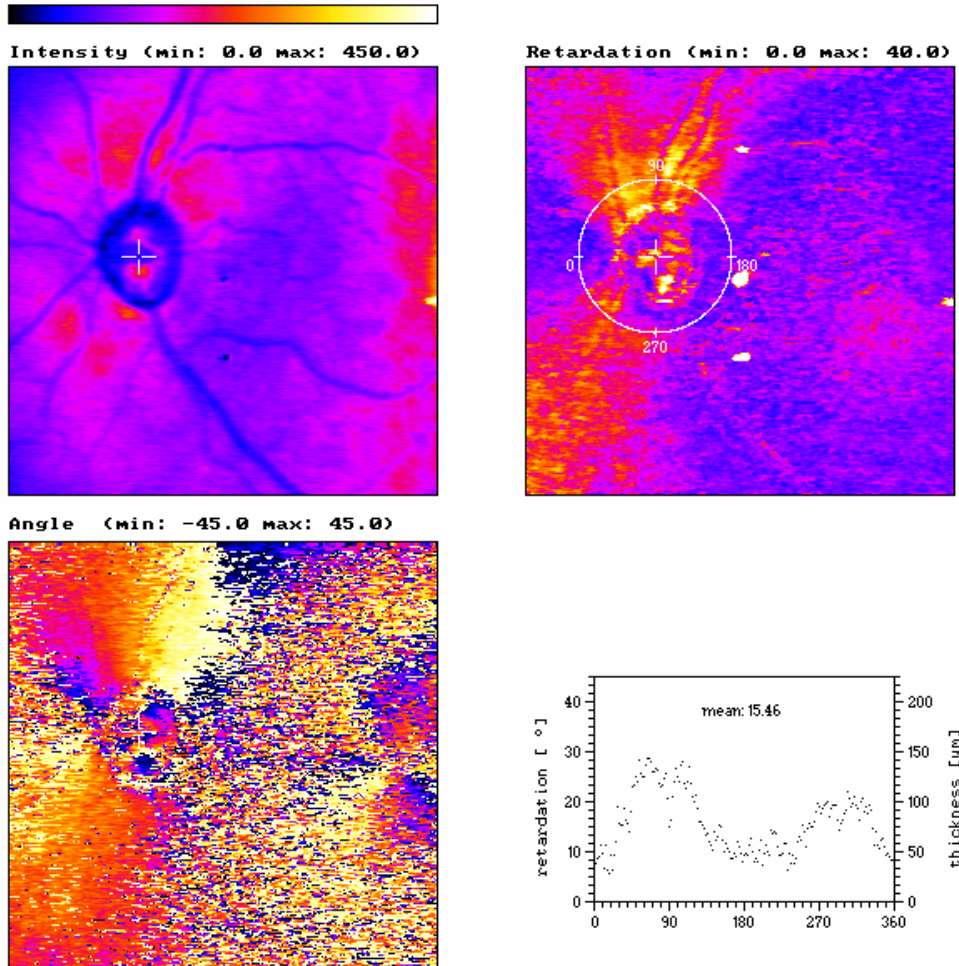 Intensity (min: 0.0 max: 450.0)
Retardation (min: 0.0 max: 40.0)
90
0
180
270
Angle (min: -45.0 max: 45.0)
mean: 15.46
40
30
20
10
0
retardation [ °]
200
150
100
50
0
thickness [um]
0 90 180 270 360